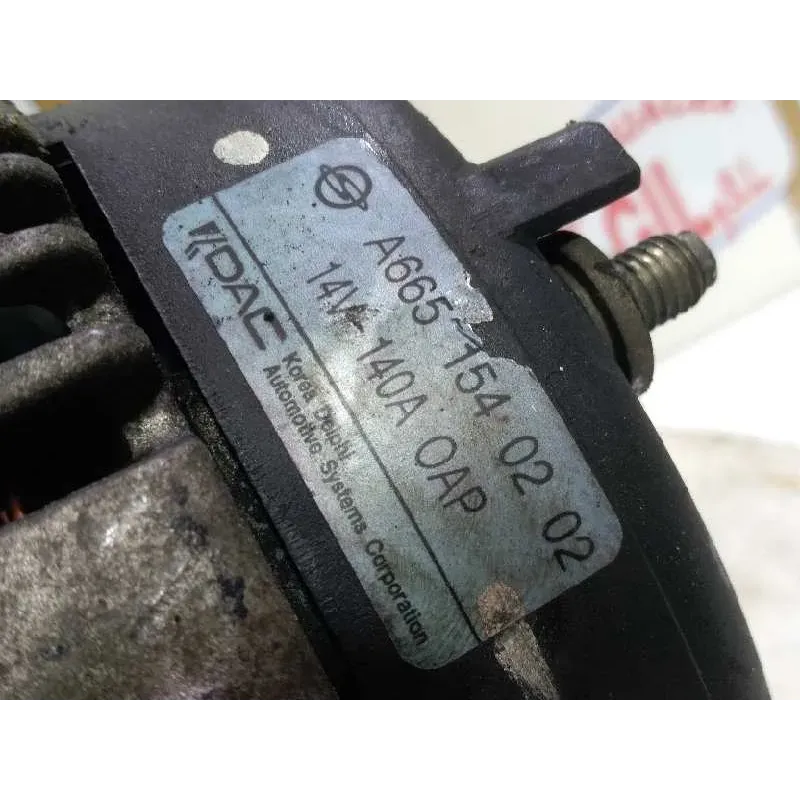 A665 154 02 02
14V 140A OAP
KDAC
Korea Delphi
Automotive Systems Corporation